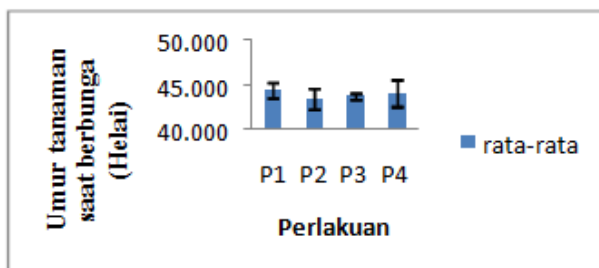 Umur tanaman
saat berbunga
(Helai)
50.000
45.000
40.000
P1 P2 P3 P4
Perlakuan
rata-rata